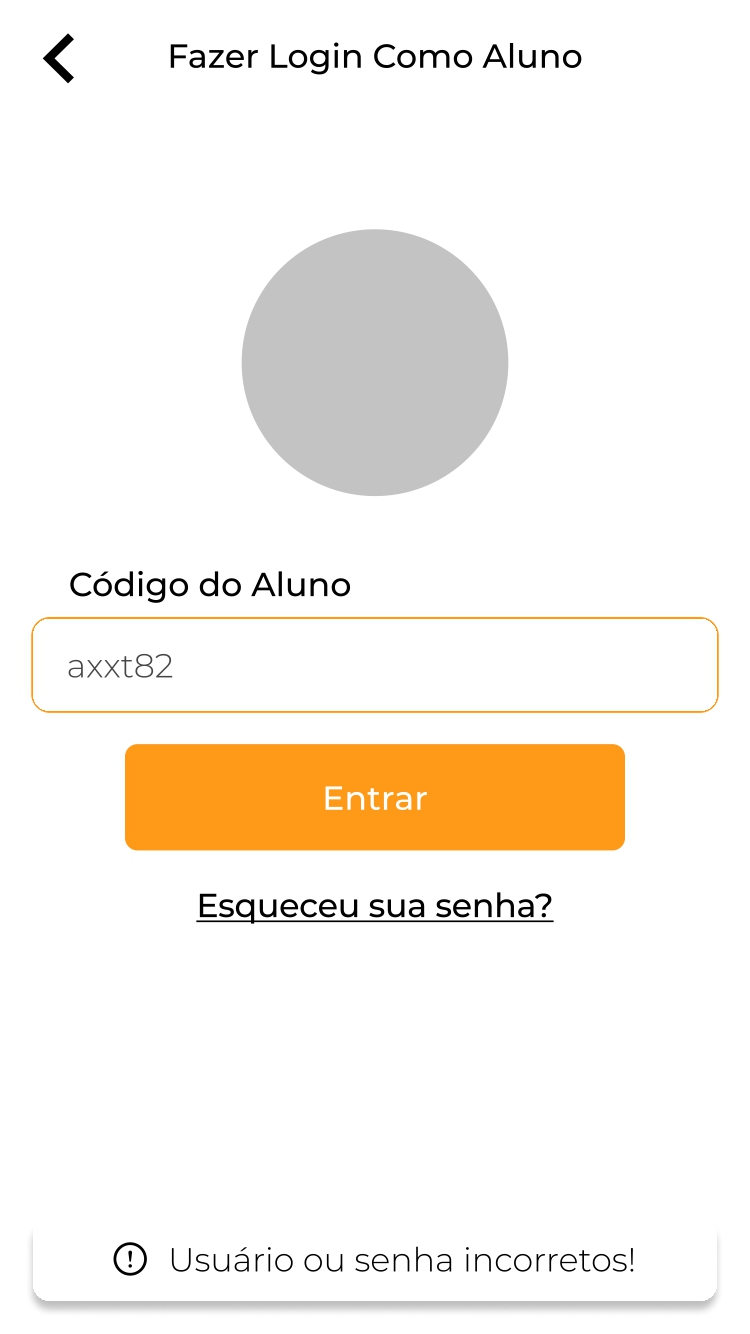 Fazer Login Como Aluno
Código do Aluno
axxt82
Entrar
Esqueceu sua senha?
Usuário ou senha incorretos!